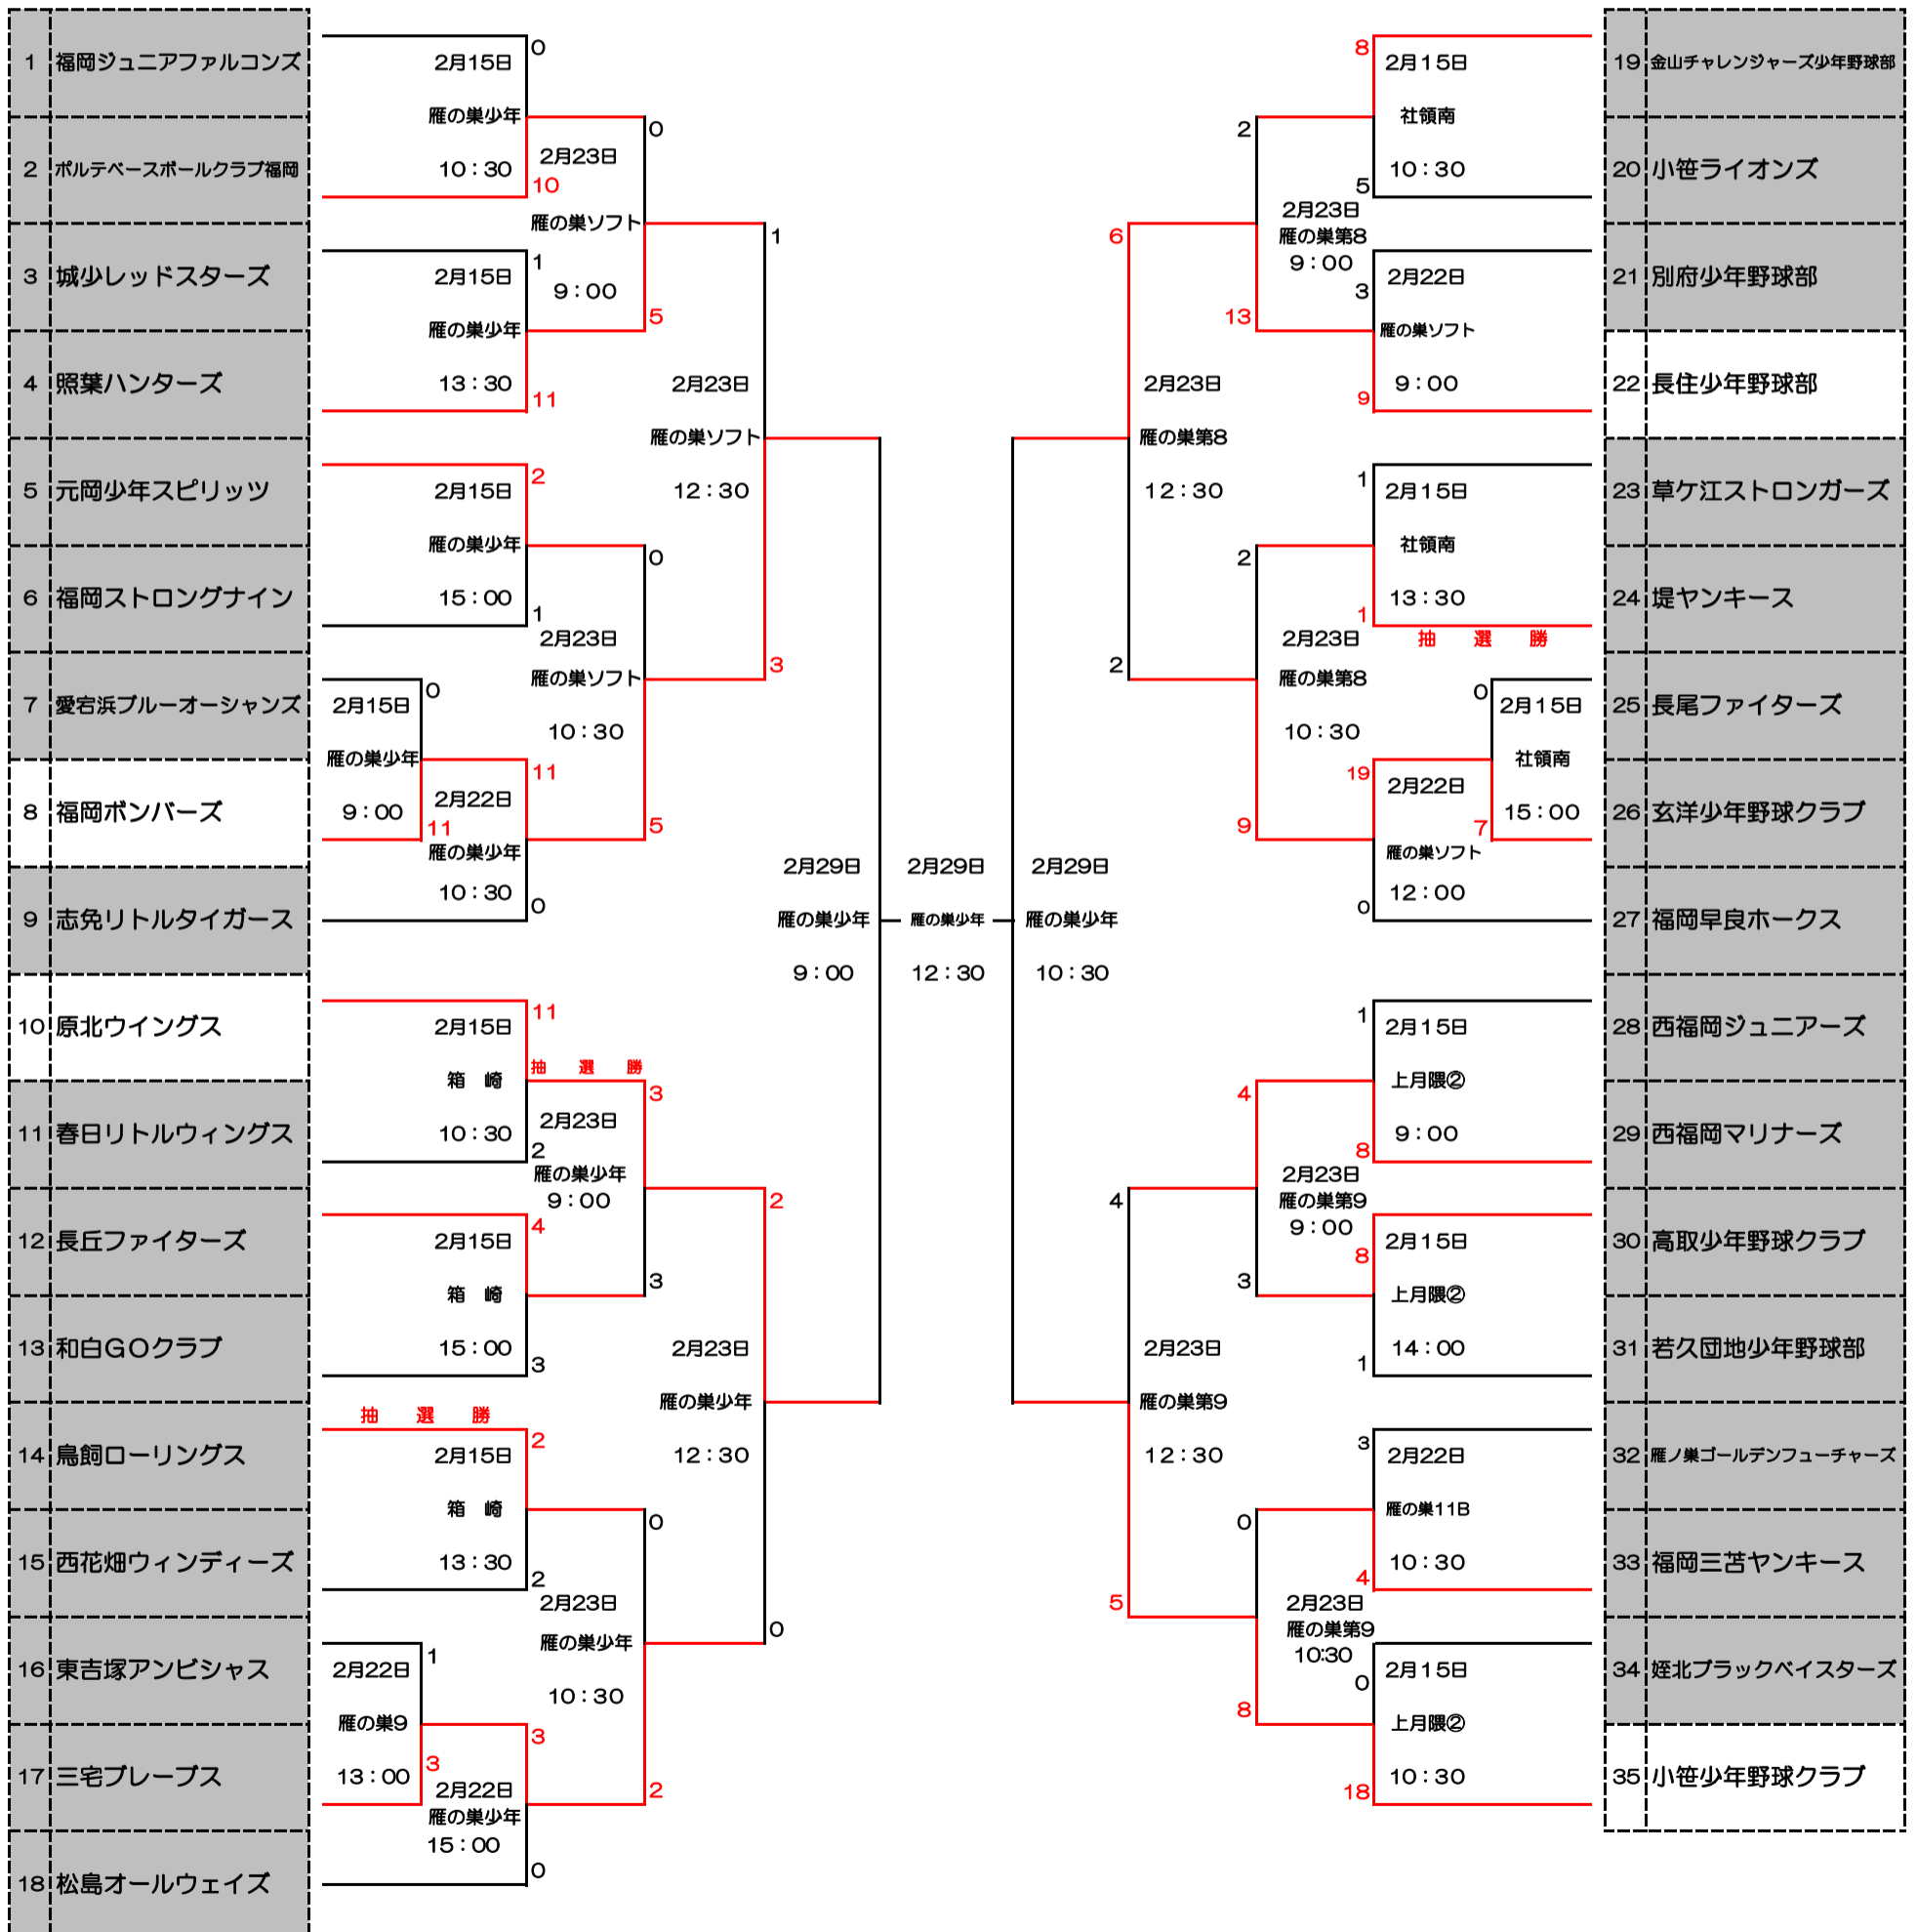 1 福岡ジュニアファルコンズ
2 ポルテベースボールクラブ福岡
3 城少レッドスターズ
4 照葉ハンターズ
5 元岡少年スピリッツ
6 福岡ストロングナイン
7 愛宕浜ブルーオーシャンズ
8 福岡ボンバーズ
9 志免リトルタイガース
10 原北ウイングス
11 春日リトルウィングス
12 長丘ファイターズ
13 和白GOクラブ
14 鳥飼ローリングス
15 西花畑ウィンディーズ
16 東吉塚アンビシャス
17 三宅ブレーブス
18 松島オールウェイズ
0
2月15日
雁の巣少年
10:30
10
1
2月15日
雁の巣少年
13:30
11
2
2月15日
雁の巣少年
15:00
1
0
2月15日
雁の巣少年
9:00
11
11
2月22日
雁の巣少年
10:30
0
11
2月15日
箱 崎
10:30
2
4
2月15日
箱 崎
15:00
3
抽 選 勝
2
2月15日
箱 崎
13:30
2
1
2月22日
雁の巣9
13:00
3
3
2月22日
雁の巣少年
15:00
0
0
2月23日
雁の巣ソフト
9:00
5
0
2月23日
雁の巣ソフト
10:30
5
抽 選 勝
3
2月23日
雁の巣少年
9:00
3
0
2月23日
雁の巣少年
10:30
2
1
2月23日
雁の巣ソフト
12:30
3
2
2月23日
雁の巣少年
12:30
0
2月29日
雁の巣少年
9:00
2月29日
雁の巣少年
12:30
2月29日
雁の巣少年
10:30
6
2月23日
雁の巣第8
12:30
2
4
2月23日
雁の巣第9
12:30
5
2
2月23日
雁の巣第8
9:00
13
2
2月23日
雁の巣第8
10:30
9
4
2月23日
雁の巣第9
9:00
3
0
2月23日
雁の巣第9
10:30
8
8
2月15日
社領南
10:30
5
3
2月22日
雁の巣ソフト
9:00
9
1
2月15日
社領南
13:30
1
抽 選 勝
0
2月15日
社領南
15:00
7
19
2月22日
雁の巣ソフト
12:00
0
1
2月15日
上月隈②
9:00
8
8
2月15日
上月隈②
14:00
1
3
2月22日
雁の巣11B
10:30
4
0
2月15日
上月隈②
10:30
18
19 金山チャレンジャーズ少年野球部
20 小笹ライオンズ
21 別府少年野球部
22 長住少年野球部
23 草ケ江ストロンガーズ
24 堤ヤンキース
25 長尾ファイターズ
26 玄洋少年野球クラブ
27 福岡早良ホークス
28 西福岡ジュニアーズ
29 西福岡マリナーズ
30 高取少年野球クラブ
31 若久団地少年野球部
32 雁ノ巣ゴールデンフューチャーズ
33 福岡三苫ヤンキース
34 姪北ブラックベイスターズ
35 小笹少年野球クラブ